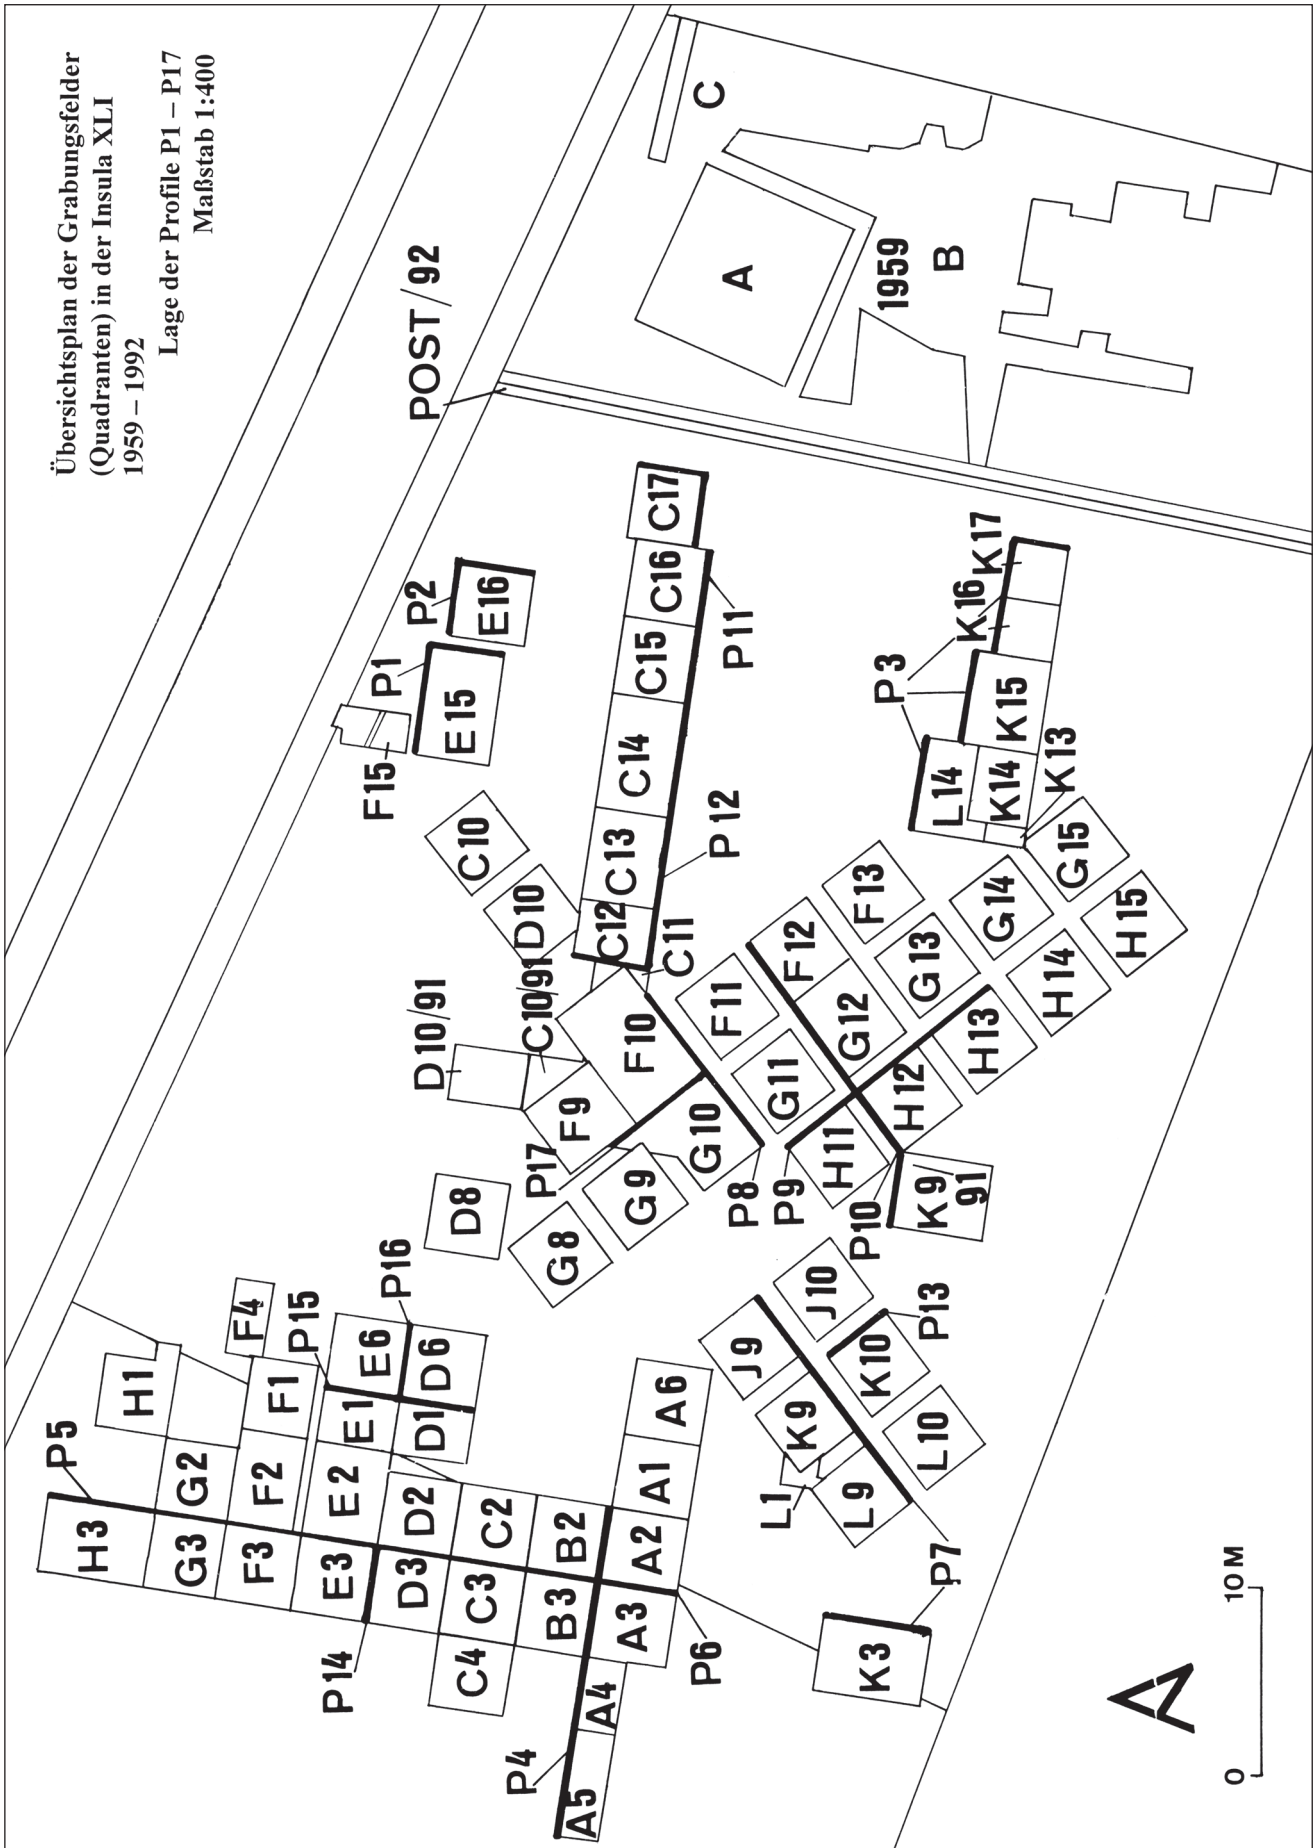 Übersichtsplan der Grabungsfelder
(Quadranten) in der Insula XLI
1959 – 1992
Lage der Profile P1 – P17
Maßstab 1:400
POST/92
C
A
1959
B
P2
E16
P1
E15
F15
C17
C16
C15
C14
C13
C12
C11
P11
P12
C10
D10
C10/91
D10/91
K17
K16
P3
K15
L14
K14
K13
F10
F9
P17
G10
G9
G8
D8
P8
P9
P10
F11
G11
H11
F12
G12
H12
F13
G13
H13
G14
H14
G15
H15
K9
91
P5
H3
H1
G3
G2
F3
F2
F1
F4
P15
P16
E3
E2
E1
E6
D3
D2
D1
D6
P14
C4
C3
C2
B3
B2
A5
A4
A3
A2
A1
A6
P4
P6
J9
J10
K9
K10
P13
L1
L9
L10
P7
K3
0
10M